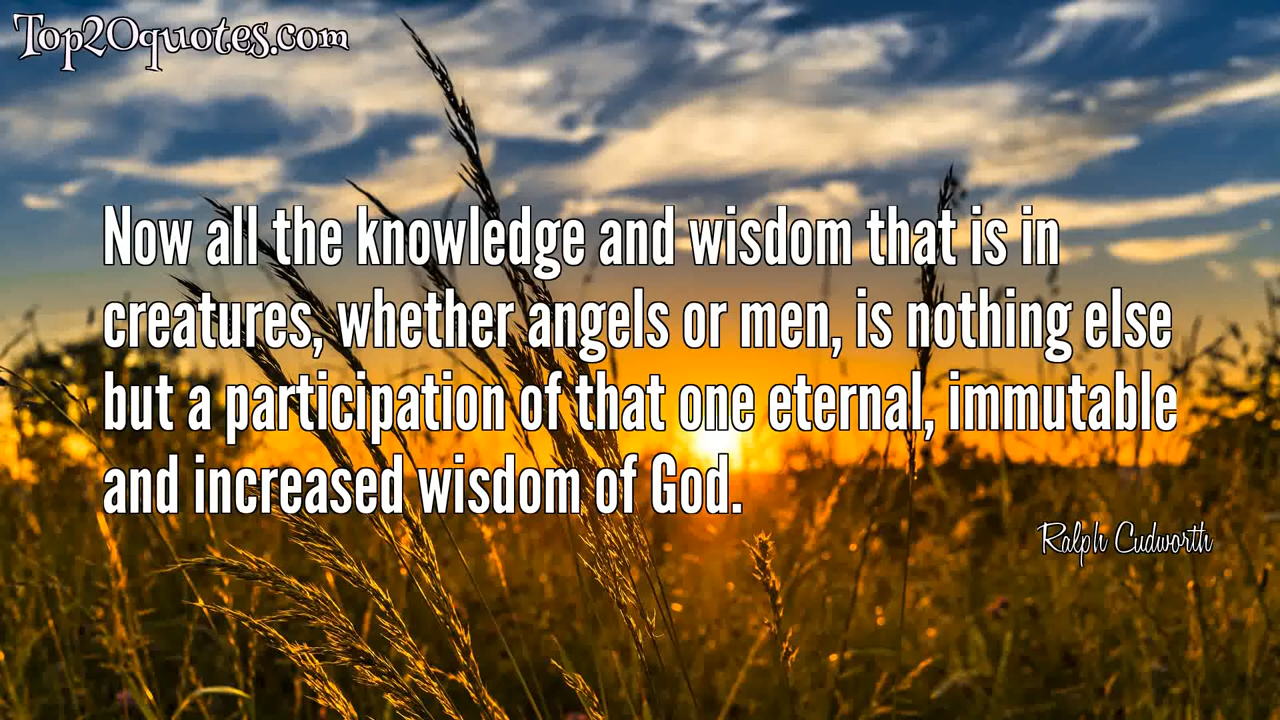 Top20quotes.com
Now all the knowledge and wisdom that is in
creatures, whether angels or men, is nothing else
but a participation of that one eternal, immutable
and increased wisdom of God.
Ralph Cudworth